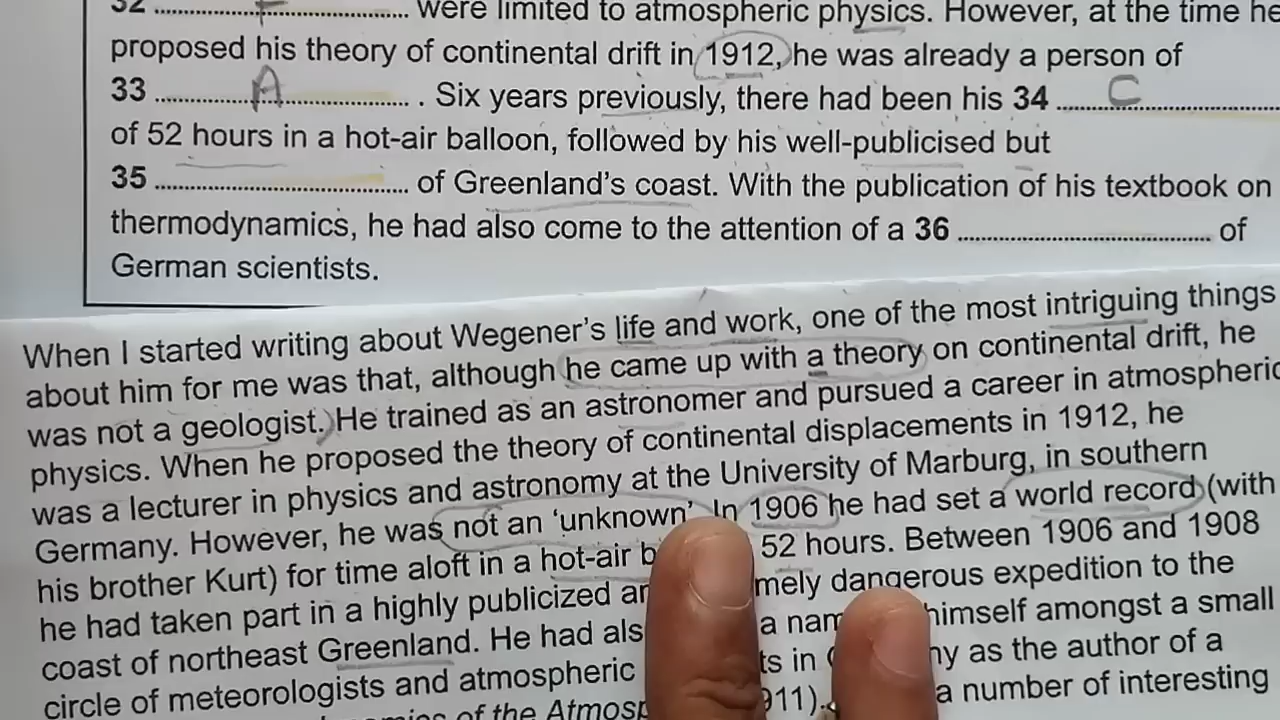 32 .............................. were limited to atmospheric physics. However, at the time he
proposed his theory of continental drift in 1912, he was already a person of
33 ........A.............. . Six years previously, there had been his 34 ........C..............
of 52 hours in a hot-air balloon, followed by his well-publicised but
35 .............................. of Greenland's coast. With the publication of his textbook on
thermodynamics, he had also come to the attention of a 36 .............................. of
German scientists.
When I started writing about Wegener's life and work, one of the most intriguing things
about him for me was that, although he came up with a theory on continental drift, he
was not a geologist. He trained as an astronomer and pursued a career in atmospheric
physics. When he proposed the theory of continental displacements in 1912, he
was a lecturer in physics and astronomy at the University of Marburg, in southern
Germany. However, he was not an 'unknown'. In 1906 he had set a world record (with
his brother Kurt) for time aloft in a hot-air 52 hours. Between 1906 and 1908
he had taken part in a highly publicized dangerous expedition to the
coast of northeast Greenland. He had a himself amongst a small
circle of meteorologists and atmospheric in as the author of a
of the a number of interesting